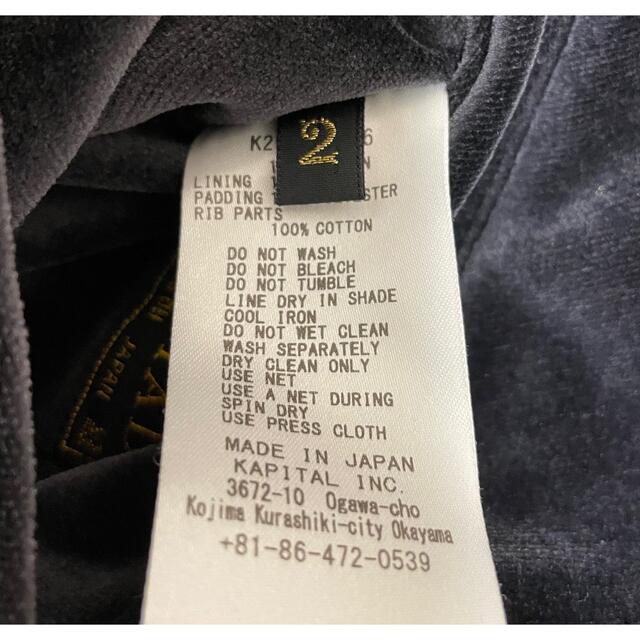 2
K2 6
LINING
PADDING
RIB PARTS
100% COTTON
DO NOT WASH
DO NOT BLEACH
DO NOT TUMBLE
LINE DRY IN SHADE
COOL IRON
DO NOT WET CLEAN
WASH SEPARATELY
DRY CLEAN ONLY
USE NET
USE A NET DURING
SPIN DRY
USE PRESS CLOTH
MADE IN JAPAN
KAPITAL INC.
3672-10 Ogawa-cho
Kojima Kurashiki-city Okayama
+81-86-472-0539
JAPAN